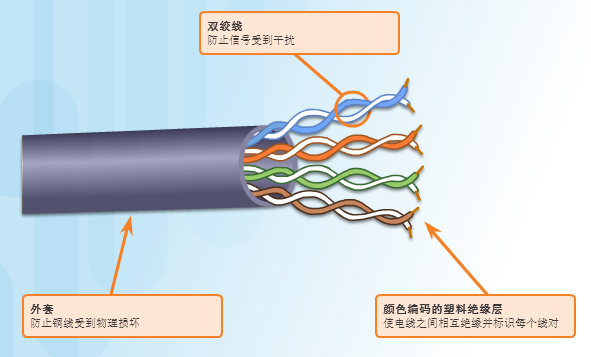 双绞线
防止信号受到干扰
外套
防止铜线受到物理损坏
颜色编码的塑料绝缘层
使电线之间相互绝缘并标识每个线对